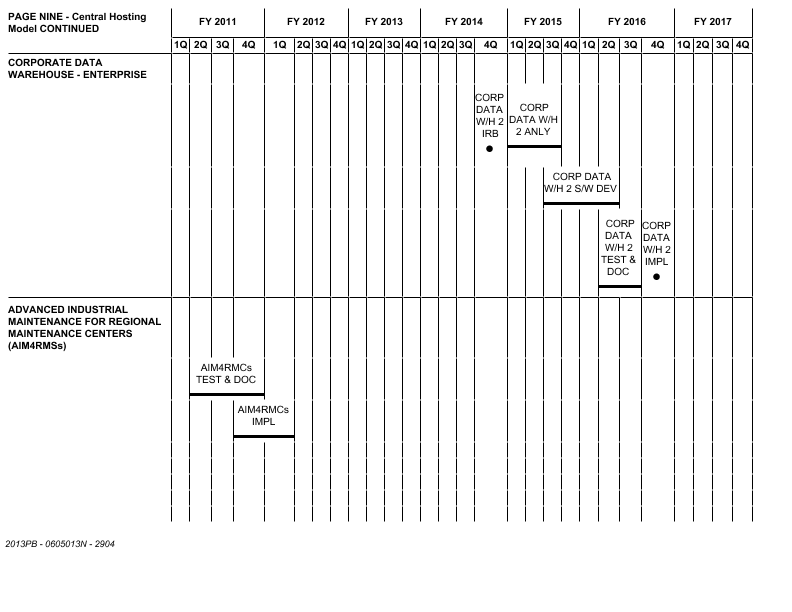 PAGE NINE - Central Hosting
Model CONTINUED
FY 2011 FY 2012 FY 2013 FY 2014 FY 2015 FY 2016 FY 2017
1Q 2Q 3Q 4Q 1Q 2Q 3Q 4Q 1Q 2Q 3Q 4Q 1Q 2Q 3Q 4Q 1Q 2Q 3Q 4Q 1Q 2Q 3Q 4Q 1Q 2Q 3Q 4Q
CORPORATE DATA
WAREHOUSE - ENTERPRISE
CORP
DATA
W/H 2
IRB
CORP
DATA W/H
2 ANLY
CORP DATA
W/H 2 S/W DEV
CORP
DATA
W/H 2
TEST &
DOC
CORP
DATA
W/H 2
IMPL
ADVANCED INDUSTRIAL
MAINTENANCE FOR REGIONAL
MAINTENANCE CENTERS
(AIM4RMSs)
AIM4RMCs
TEST & DOC
AIM4RMCs
IMPL
2013PB - 0605013N - 2904